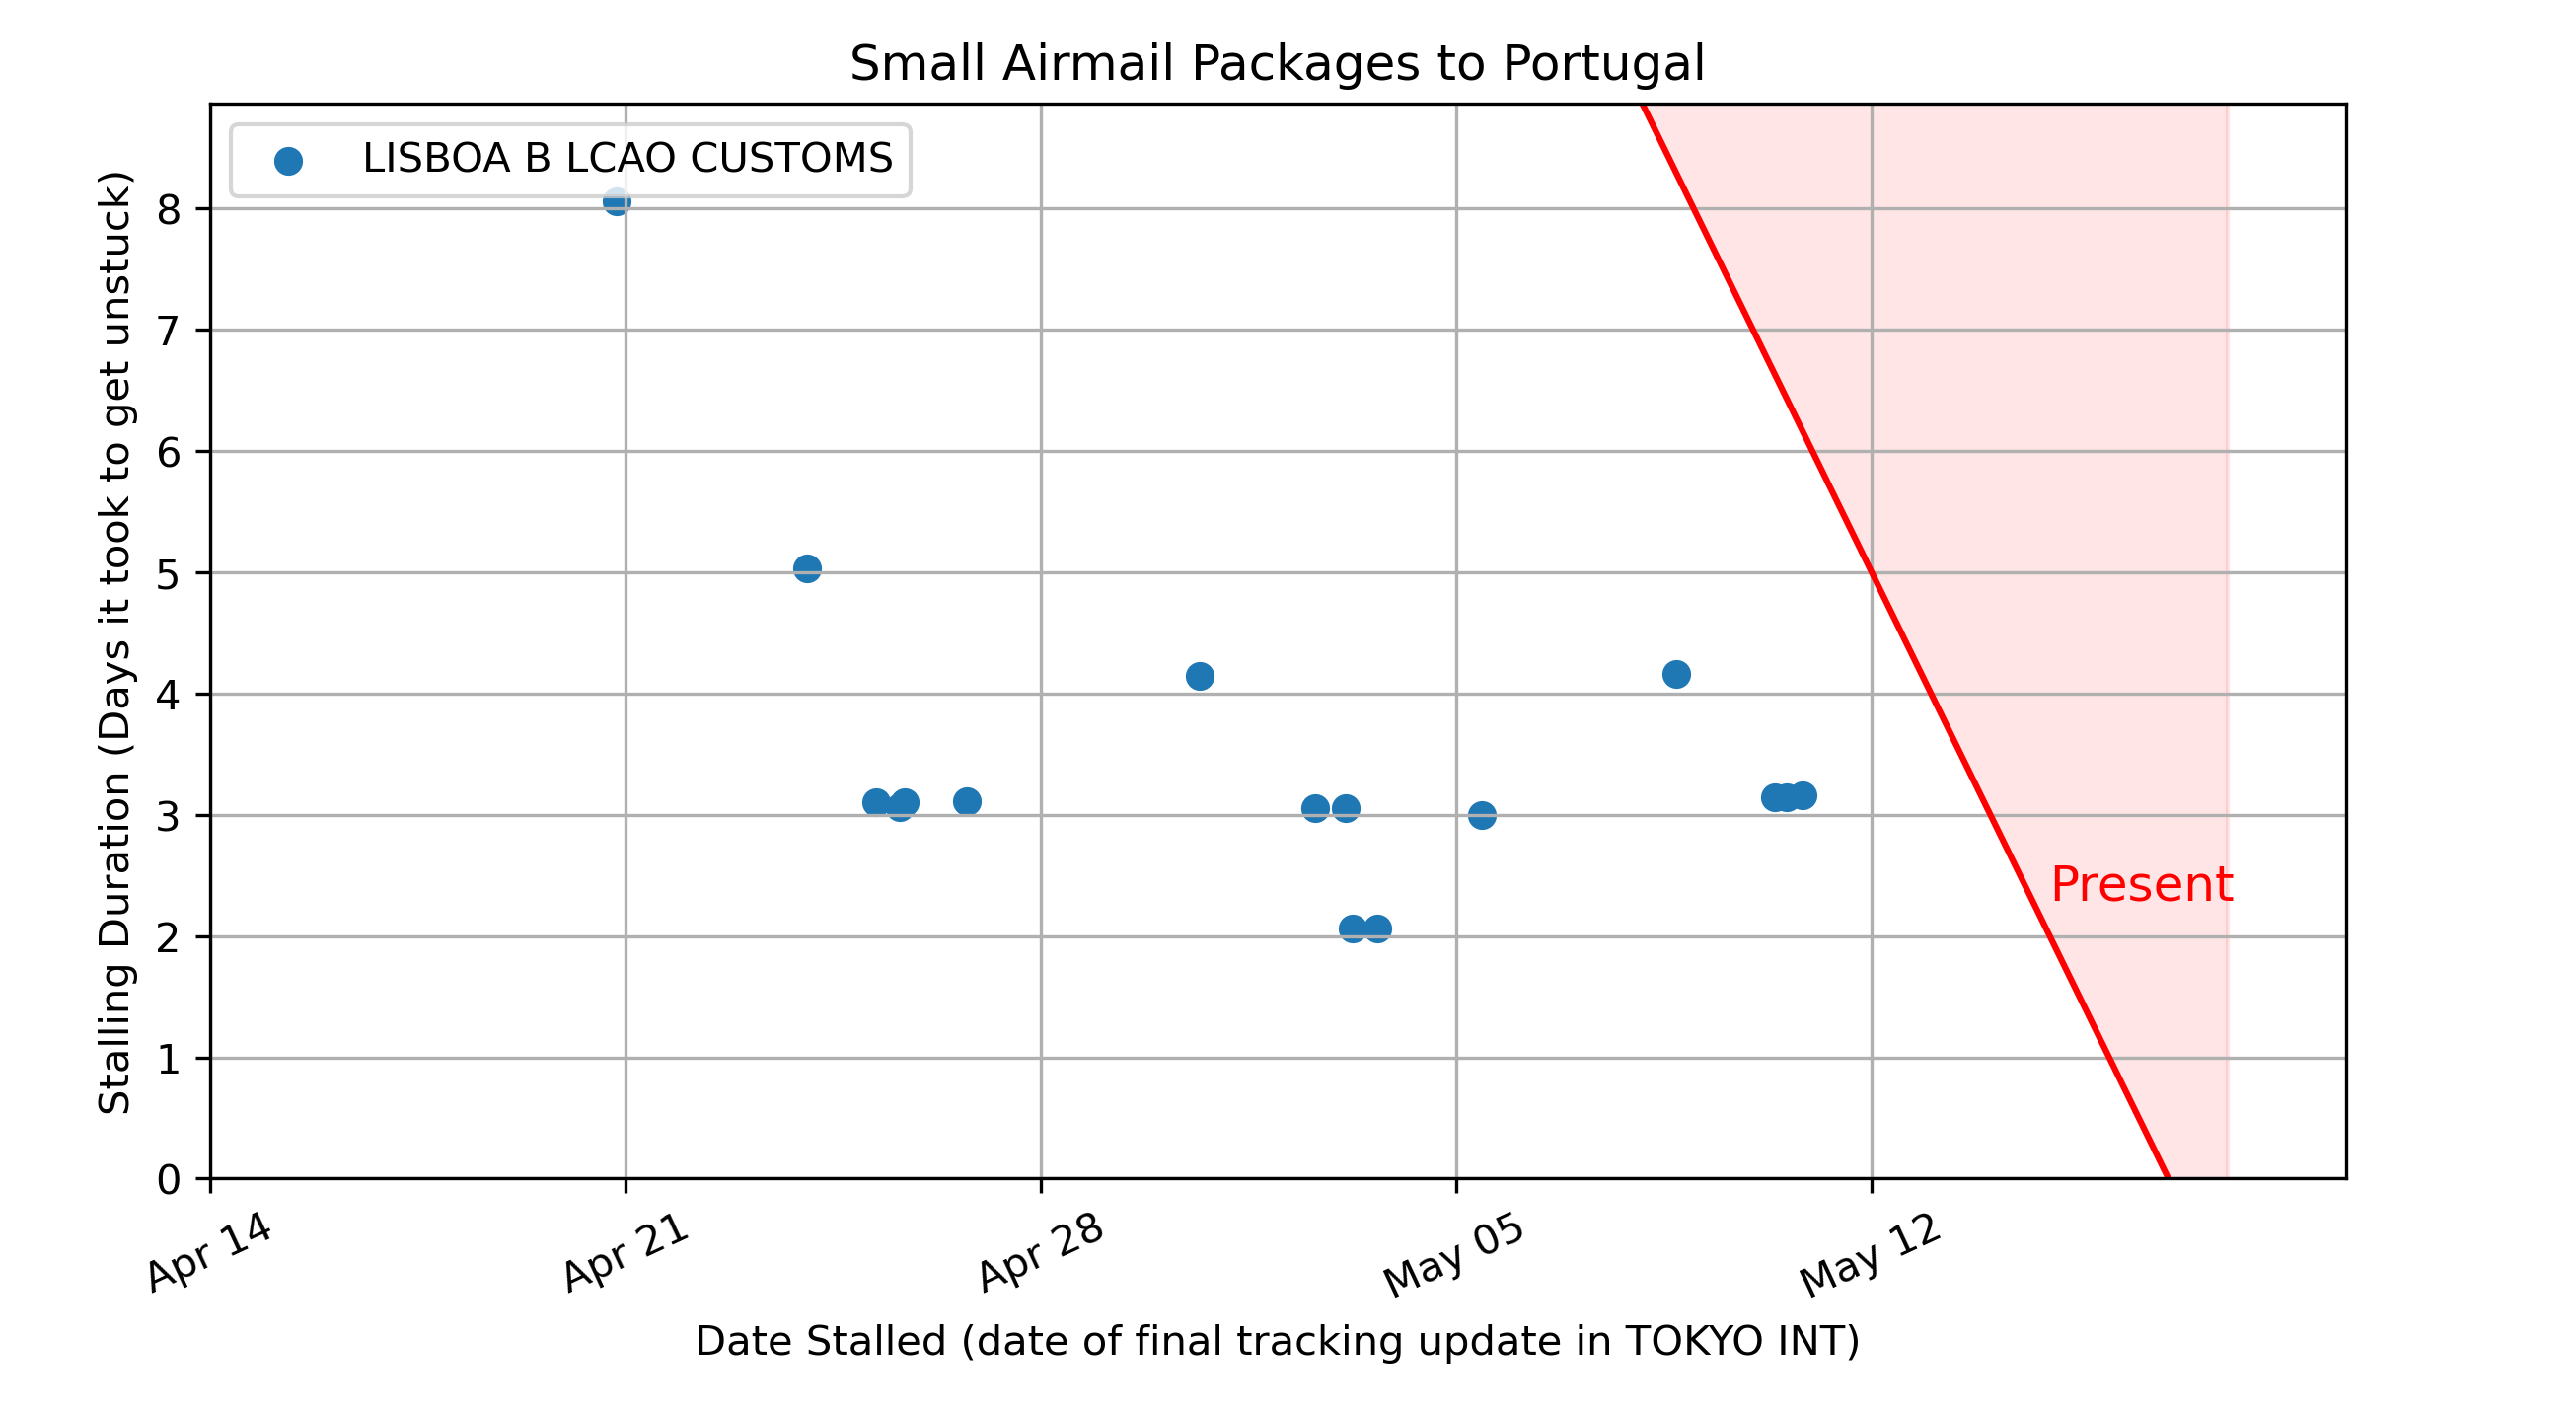 Small Airmail Packages to Portugal
LISBOA B LCAO CUSTOMS
Stalling Duration (Days it took to get unstuck)
8
7
6
5
4
3
2
1
0
Present
Apr 14
Apr 21
Apr 28
May 05
May 12
Date Stalled (date of final tracking update in TOKYO INT)